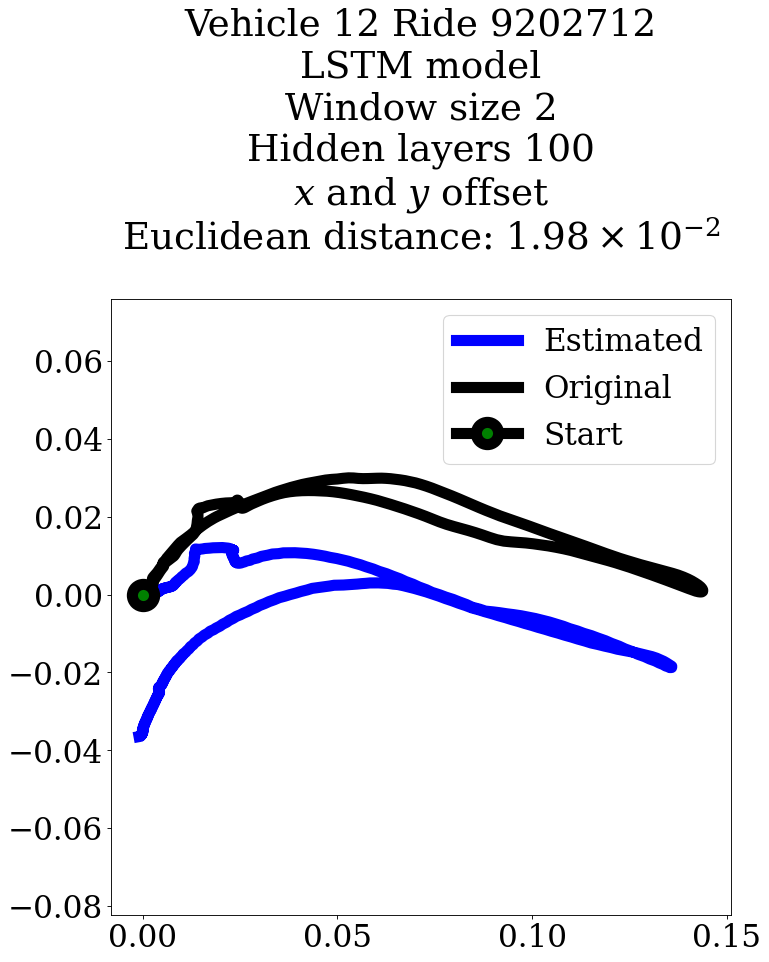 Vehicle 12 Ride 9202712
LSTM model
Window size 2
Hidden layers 100
x and y offset
Euclidean distance: 1.98 × 10⁻²
Estimated
Original
Start
0.06
0.04
0.02
0.00
−0.02
−0.04
−0.06
−0.08
0.00 0.05 0.10 0.15